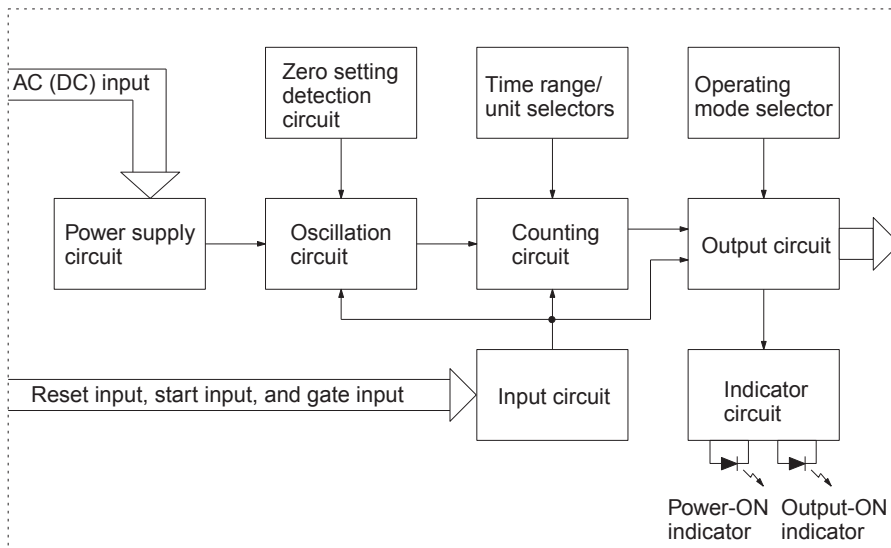 AC (DC) input
Zero setting
detection
circuit
Time range/
unit selectors
Operating
mode selector
Power supply
circuit
Oscillation
circuit
Counting
circuit
Output circuit
Reset input, start input, and gate input
Input circuit
Indicator
circuit
Power-ON
indicator
Output-ON
indicator